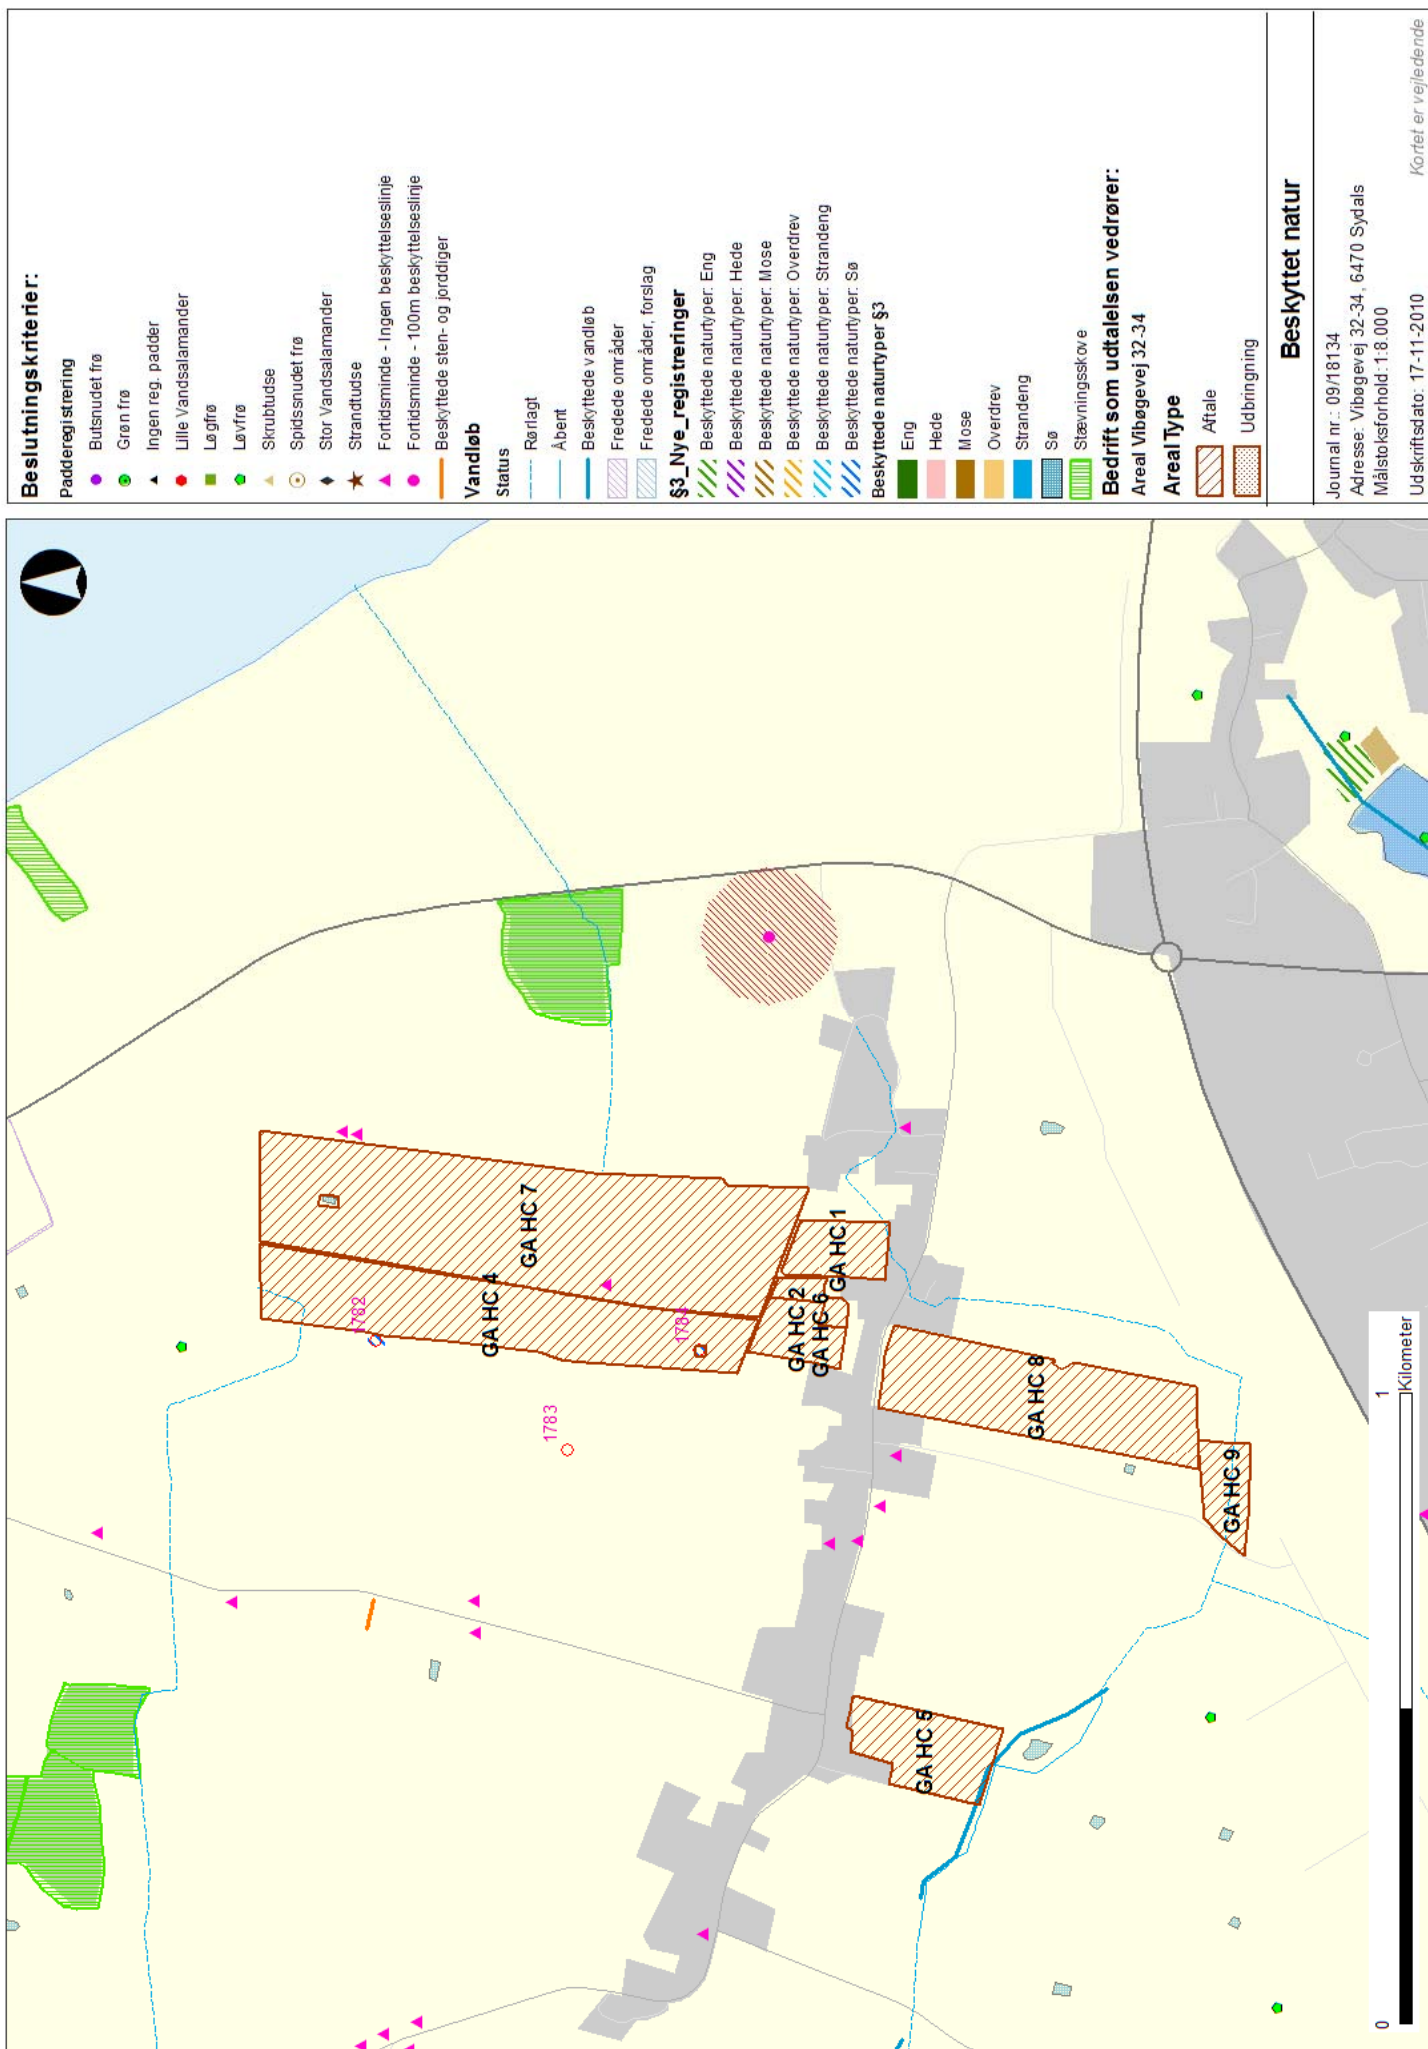 Beslutningskriterier:
Padderegistrering
Butsnudet frø
Grøn frø
Ingen reg. padder
Lille Vandsalamander
Løgfrø
Løvfrø
Skrubtudse
Spidssnudet frø
Stor Vandsalamander
Strandtudse
Fortidsminde - Ingen beskyttelseslinje
Fortidsminde - 100m beskyttelseslinje
Beskyttede sten- og jorddiger
Vandløb
Status
Rørlagt
Åbent
Beskyttede vandløb
Fredede områder
Fredede områder, forslag
§3_Nye_registreringer
Beskyttede naturtyper: Eng
Beskyttede naturtyper: Hede
Beskyttede naturtyper: Mose
Beskyttede naturtyper: Overdrev
Beskyttede naturtyper: Strandeng
Beskyttede naturtyper: Sø
Beskyttede naturtyper §3
Eng
Hede
Mose
Overdrev
Strandeng
Sø
Stævningsskove
Bedrift som udtalelsen vedrører:
Areal Vibøgevej 32-34
Areal Type
Aftale
Udbringning
Beskyttet natur
Journal nr.: 09/18134
Adresse: Vibøgevej 32-34, 6470 Sydals
Målstoksforhold: 1:8.000
Udskriftsdato: 17-11-2010
Kortet er vejledende
1782
1783
1784
GA HC 7
GA HC 4
GA HC 1
GA HC 2
GA HC 6
GA HC 8
GA HC 9
GA HC 5
0
1
Kilometer